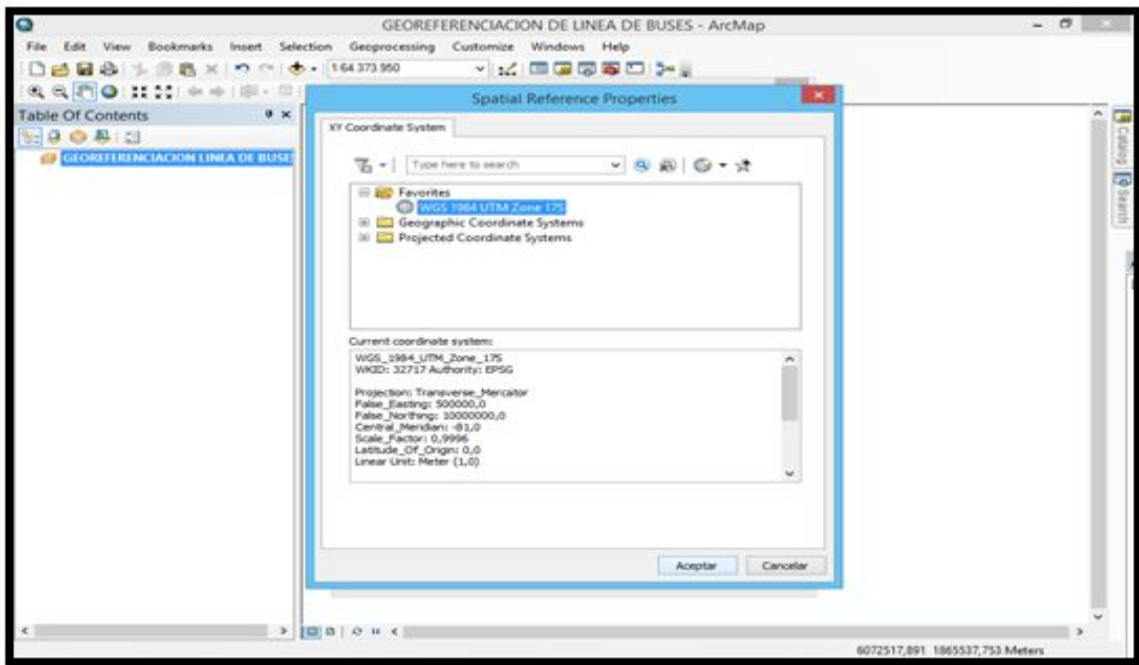 GEOREFERENCIACION DE LINEA DE BUSES - ArcMap
File Edit View Bookmarks Insert Selection Geoprocessing Customize Windows Help
1:64.373.950
Table Of Contents
GEOREFERENCIACION LINEA DE BUSES
Spatial Reference Properties
XY Coordinate System
Type here to search
Favorites
WGS 1984 UTM Zone 17S
Geographic Coordinate Systems
Projected Coordinate Systems
Current coordinate system:
WGS_1984_UTM_Zone_17S
WKID: 32717 Authority: EPSG
Projection: Transverse_Mercator
False_Easting: 500000,0
False_Northing: 10000000,0
Central_Meridian: -81,0
Scale_Factor: 0,9996
Latitude_Of_Origin: 0,0
Linear Unit: Meter (1,0)
Aceptar Cancelar
Catalog
Search
6072517,891 1865537,753 Meters